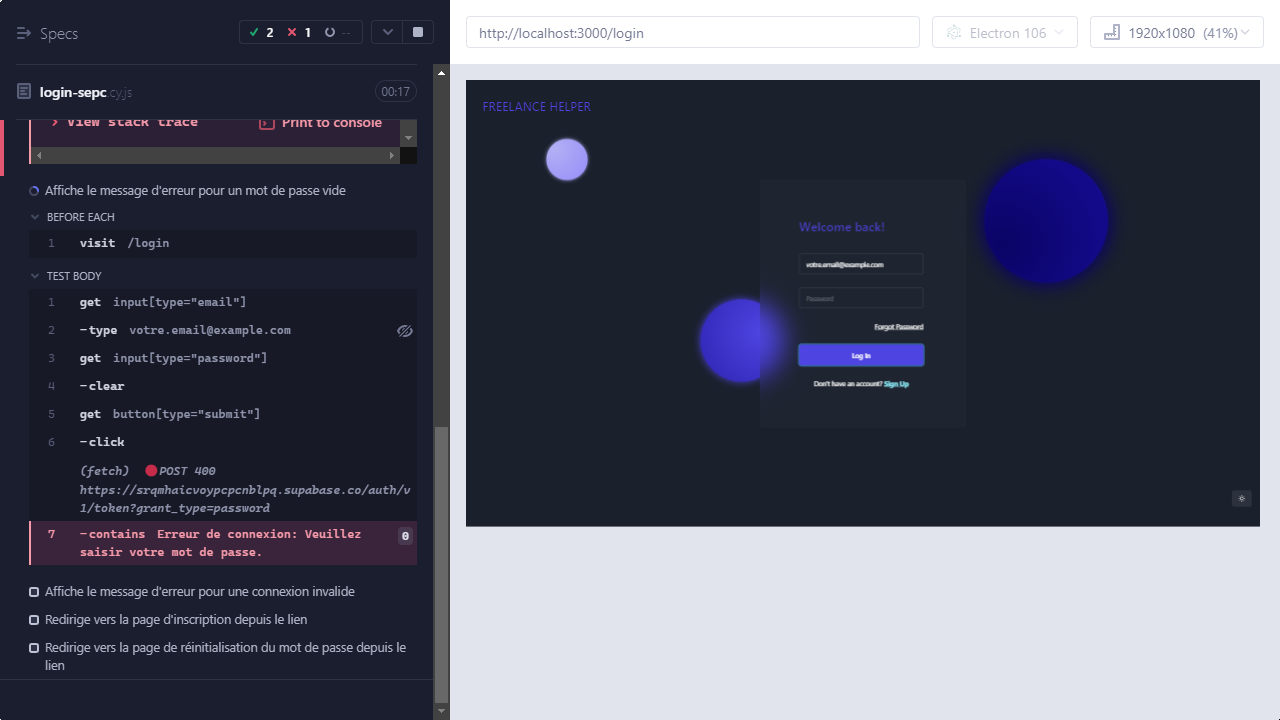 Specs
2
1
--
login-sepc.cy.js
00:17
View stack trace
Print to console
Affiche le message d'erreur pour un mot de passe vide
BEFORE EACH
1 visit /login
TEST BODY
1 get input[type="email"]
2 -type votre.email@example.com
3 get input[type="password"]
4 -clear
5 get button[type="submit"]
6 -click
(fetch) POST 400
https://srqmhaicvoypcpcnblpq.supabase.co/auth/v
1/token?grant_type=password
7 -contains Erreur de connexion: Veuillez
saisir votre mot de passe.
0
Affiche le message d'erreur pour une connexion invalide
Redirige vers la page d'inscription depuis le lien
Redirige vers la page de réinitialisation du mot de passe depuis le
lien
http://localhost:3000/login
Electron 106
1920x1080 (41%)
FREELANCE HELPER
Welcome back!
votre.email@example.com
Password
Forgot Password
Log In
Don't have an account? Sign Up